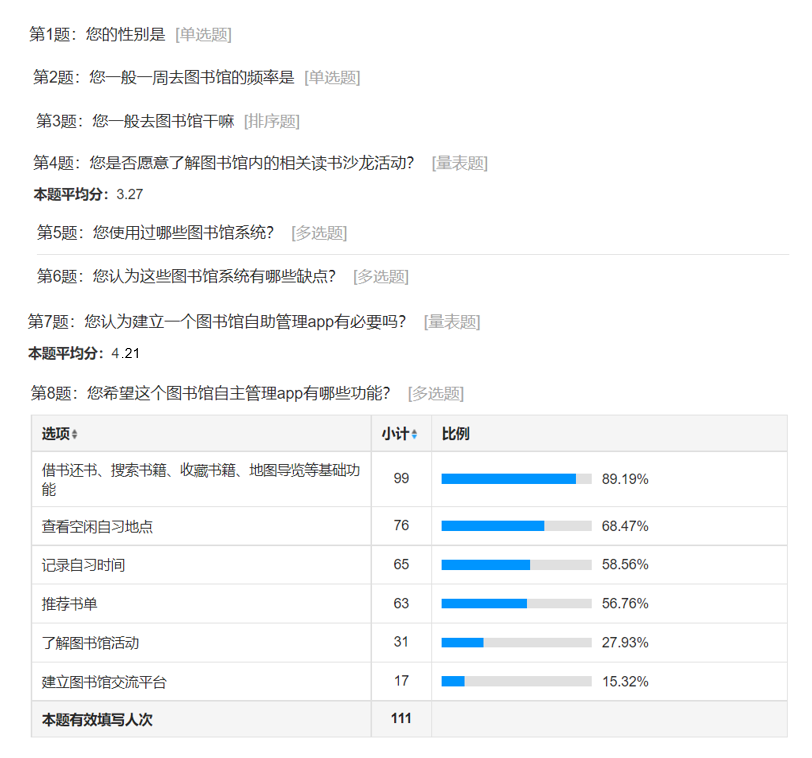 第1题：您的性别是 [单选题]
第2题：您一般一周去图书馆的频率是 [单选题]
第3题：您一般去图书馆干嘛 [排序题]
第4题：您是否愿意了解图书馆内的相关读书沙龙活动？ [量表题]
本题平均分：3.27
第5题：您使用过哪些图书馆系统？ [多选题]
第6题：您认为这些图书馆系统有哪些缺点？ [多选题]
第7题：您认为建立一个图书馆自助管理app有必要吗？ [量表题]
本题平均分：4.21
第8题：您希望这个图书馆自主管理app有哪些功能？ [多选题]
选项 小计 比例
借书还书、搜索书籍、收藏书籍、地图导览等基础功
能 99 89.19%
查看空闲自习地点 76 68.47%
记录自习时间 65 58.56%
推荐书单 63 56.76%
了解图书馆活动 31 27.93%
建立图书馆交流平台 17 15.32%
本题有效填写人次 111